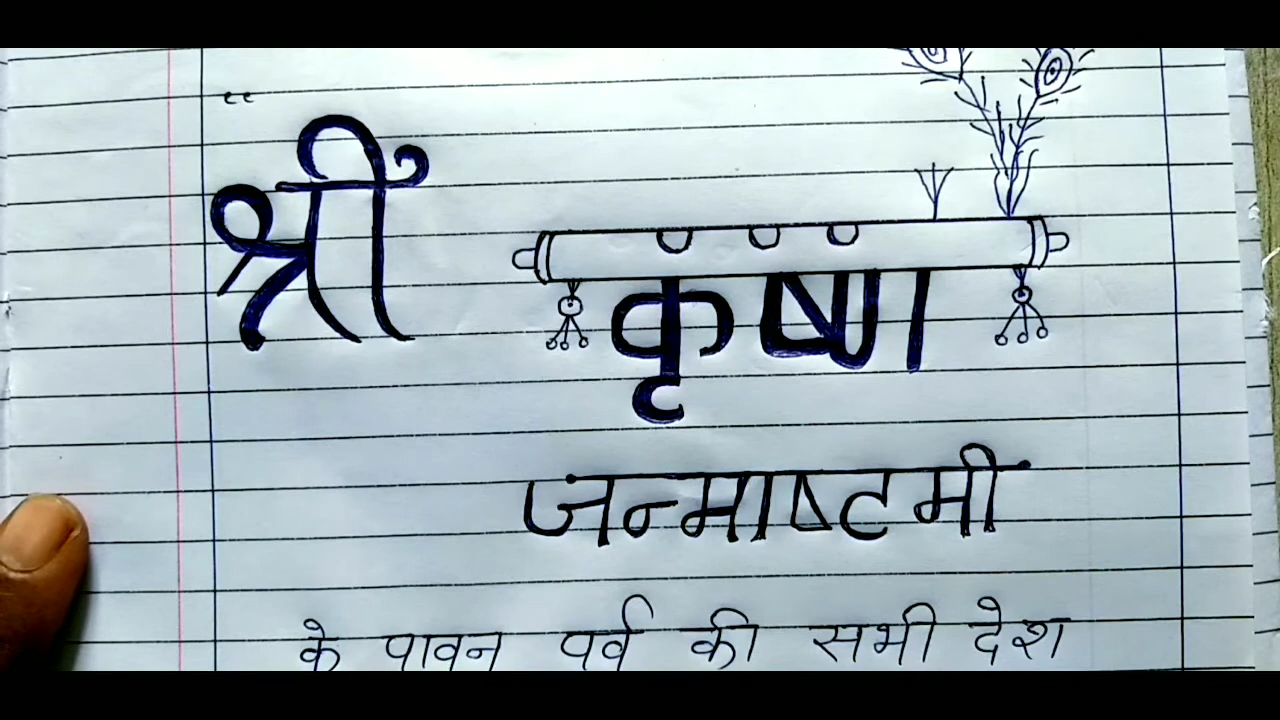 “ श्री कृष्ण
जन्माष्टमी
के पावन पर्व की सभी देश